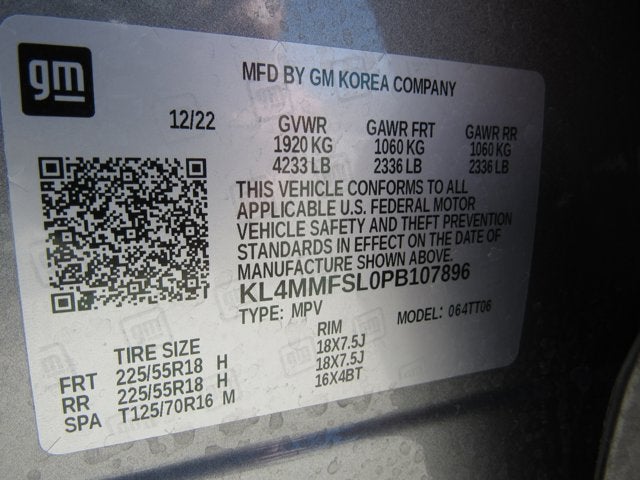 gm
MFD BY GM KOREA COMPANY
12/22 GVWR GAWR FRT GAWR RR
1920 KG 1060 KG 1060 KG
4233 LB 2336 LB 2336 LB
THIS VEHICLE CONFORMS TO ALL
APPLICABLE U.S. FEDERAL MOTOR
VEHICLE SAFETY AND THEFT PREVENTION
STANDARDS IN EFFECT ON THE DATE OF
MANUFACTURE SHOWN ABOVE.
KL4MMFSL0PB107896
TYPE: MPV MODEL: 064TT06
TIRE SIZE RIM
FRT 225/55R18 H 18X7.5J
RR 225/55R18 H 18X7.5J
SPA T125/70R16 M 16X4BT